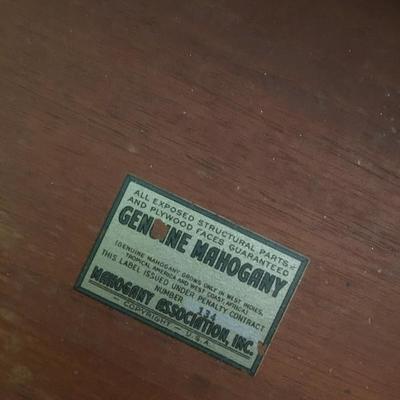 ALL EXPOSED STRUCTURAL PARTS
AND PLYWOOD FACES GUARANTEED
GENUINE MAHOGANY
(GENUINE MAHOGANY GROWS ONLY IN WEST INDIES,
TROPICAL AMERICA AND WEST COAST AFRICA)
THIS LABEL ISSUED UNDER PENALTY CONTRACT
NUMBER 134
MAHOGANY ASSOCIATION, INC.
— COPYRIGHT — U.S.A. —